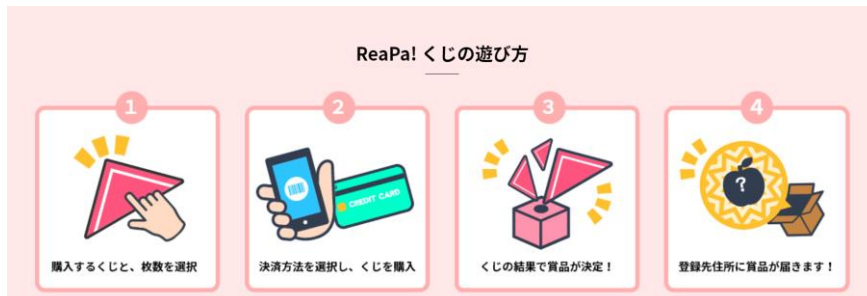 ReaPa! くじの遊び方
1
2
3
4
CREDIT CARD
?
購入するくじと、枚数を選択
決済方法を選択し、くじを購入
くじの結果で賞品が決定！
登録先住所に賞品が届きます！